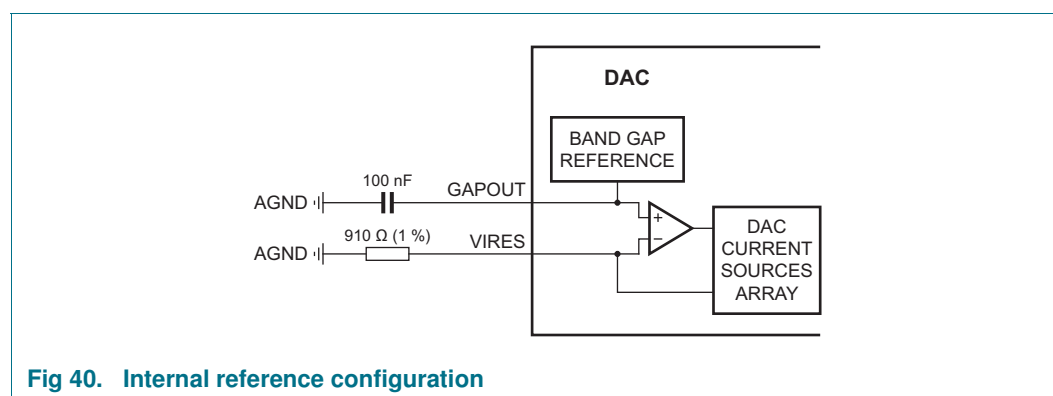 DAC
BAND GAP
REFERENCE
100 nF
GAPOUT
AGND
910 Ω (1 %)
VIRES
AGND
+
−
DAC
CURRENT
SOURCES
ARRAY
Fig 40. Internal reference configuration